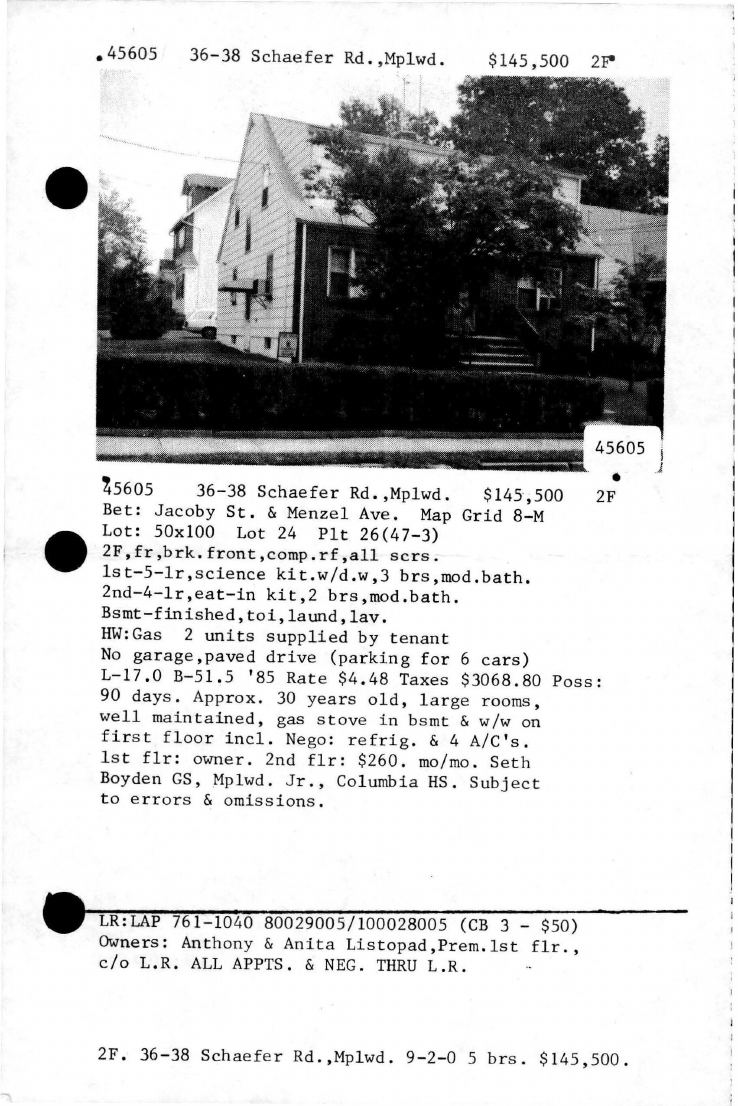 45605 36-38 Schaefer Rd.,Mplwd. $145,500 2F
45605
45605 36-38 Schaefer Rd.,Mplwd. $145,500 2F
Bet: Jacoby St. & Menzel Ave. Map Grid 8-M
Lot: 50x100 Lot 24 Plt 26(47-3)
2F,fr,brk.front,comp.rf,all scrs.
1st-5-lr,science kit.w/d.w,3 brs,mod.bath.
2nd-4-lr,eat-in kit,2 brs,mod.bath.
Bsmt-finished,toi,laund,lav.
HW:Gas 2 units supplied by tenant
No garage,paved drive (parking for 6 cars)
L-17.0 B-51.5 '85 Rate $4.48 Taxes $3068.80 Poss:
90 days. Approx. 30 years old, large rooms,
well maintained, gas stove in bsmt & w/w on
first floor incl. Nego: refrig. & 4 A/C's.
1st flr: owner. 2nd flr: $260. mo/mo. Seth
Boyden GS, Mplwd. Jr., Columbia HS. Subject
to errors & omissions.
LR:LAP 761-1040 80029005/100028005 (CB 3 - $50)
Owners: Anthony & Anita Listopad,Prem.1st flr.,
c/o L.R. ALL APPTS. & NEG. THRU L.R.
2F. 36-38 Schaefer Rd.,Mplwd. 9-2-0 5 brs. $145,500.